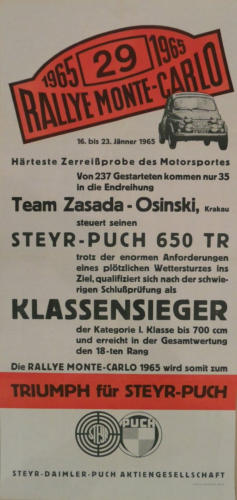 1965 29 1965
RALLYE MONTE-CARLO
16. bis 23. Jänner 1965
Härteste Zerreißprobe des Motorsportes
Von 237 Gestarteten kommen nur 35
in die Endreihung
Team Zasada - Osinski, Krakau
steuert seinen
STEYR-PUCH 650 TR
trotz der enormen Anforderungen
eines plötzlichen Wettersturzes ins
Ziel, qualifiziert sich nach der schwie-
rigen Schlußprüfung als
KLASSENSIEGER
der Kategorie I. Klasse bis 700 ccm
und erreicht in der Gesamtwertung
den 18-ten Rang
Die RALLYE MONTE-CARLO 1965 wird somit zum
TRIUMPH für STEYR-PUCH
PUCH
STEYR-DAIMLER-PUCH AKTIENGESELLSCHAFT